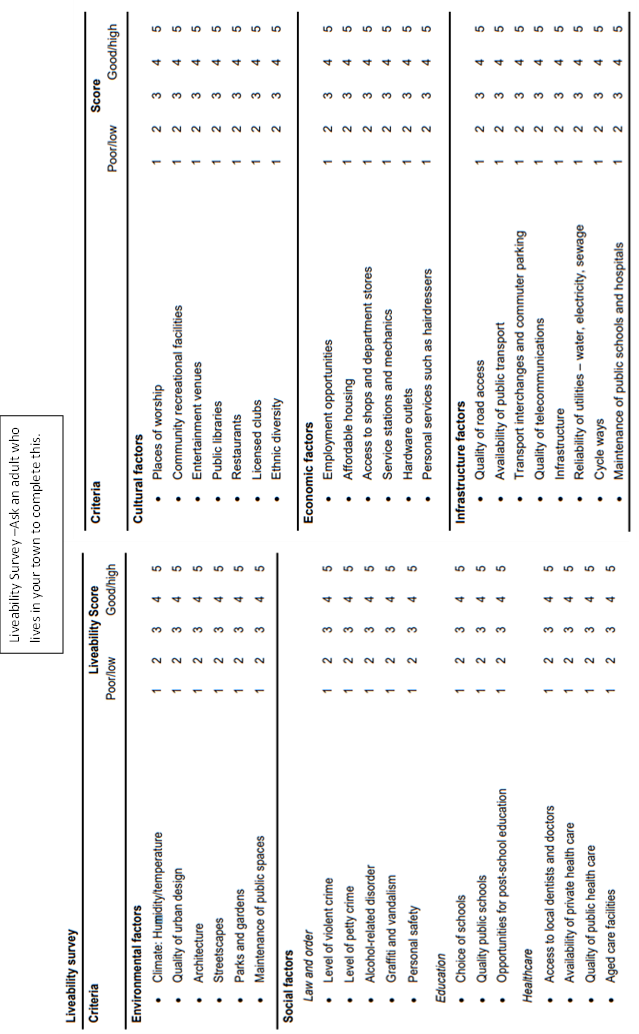 Liveability Survey –Ask an adult who
lives in your town to complete this.
Liveability survey
Criteria Liveability Score
Poor/low Good/high
Environmental factors
• Climate: Humidity/temperature 1 2 3 4 5
• Quality of urban design 1 2 3 4 5
• Architecture 1 2 3 4 5
• Streetscapes 1 2 3 4 5
• Parks and gardens 1 2 3 4 5
• Maintenance of public spaces 1 2 3 4 5
Social factors
Law and order
• Level of violent crime 1 2 3 4 5
• Level of petty crime 1 2 3 4 5
• Alcohol-related disorder 1 2 3 4 5
• Graffiti and vandalism 1 2 3 4 5
• Personal safety 1 2 3 4 5
Education
• Choice of schools 1 2 3 4 5
• Quality public schools 1 2 3 4 5
• Opportunities for post-school education 1 2 3 4 5
Healthcare
• Access to local dentists and doctors 1 2 3 4 5
• Availability of private health care 1 2 3 4 5
• Quality of public health care 1 2 3 4 5
• Aged care facilities 1 2 3 4 5
Criteria Score
Poor/low Good/high
Cultural factors
• Places of worship 1 2 3 4 5
• Community recreational facilities 1 2 3 4 5
• Entertainment venues 1 2 3 4 5
• Public libraries 1 2 3 4 5
• Restaurants 1 2 3 4 5
• Licensed clubs 1 2 3 4 5
• Ethnic diversity 1 2 3 4 5
Economic factors
• Employment opportunities 1 2 3 4 5
• Affordable housing 1 2 3 4 5
• Access to shops and department stores 1 2 3 4 5
• Service stations and mechanics 1 2 3 4 5
• Hardware outlets 1 2 3 4 5
• Personal services such as hairdressers 1 2 3 4 5
Infrastructure factors
• Quality of road access 1 2 3 4 5
• Availability of public transport 1 2 3 4 5
• Transport interchanges and commuter parking 1 2 3 4 5
• Quality of telecommunications 1 2 3 4 5
• Infrastructure 1 2 3 4 5
• Reliability of utilities – water, electricity, sewage 1 2 3 4 5
• Cycle ways 1 2 3 4 5
• Maintenance of public schools and hospitals 1 2 3 4 5